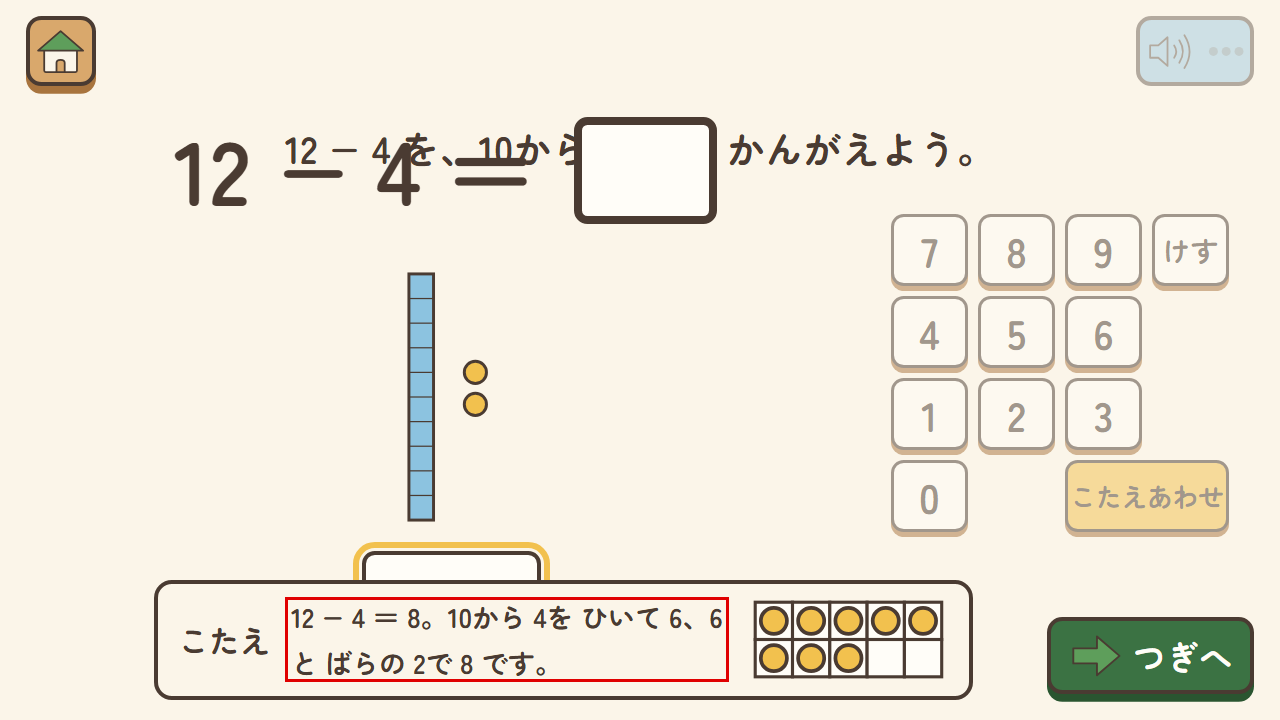 12 − 4 を、10から かんがえよう。
12 − 4 =
7 8 9 けす
4 5 6
1 2 3
0 こたえあわせ
こたえ
12 − 4 = 8。10から 4を ひいて 6、6
と ばらの 2で 8 です。
つぎへ